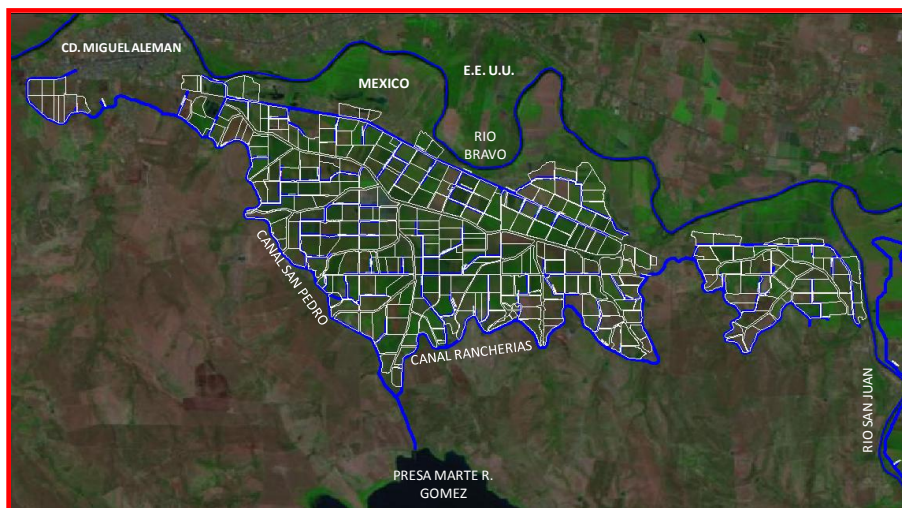 CD. MIGUEL ALEMAN
MEXICO
E.E. U.U.
RIO
BRAVO
CANAL SAN PEDRO
CANAL RANCHERIAS
RIO SAN JUAN
PRESA MARTE R.
GOMEZ